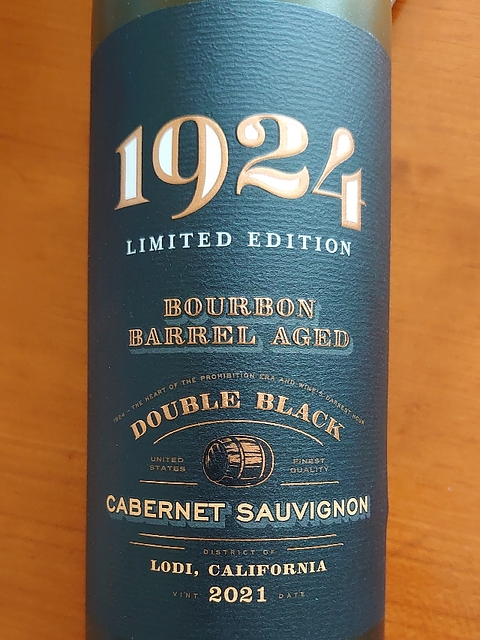 1924
LIMITED EDITION
BOURBON
BARREL AGED
1924 – THE HEART OF THE PROHIBITION ERA AND WINE'S DARKEST HOUR
DOUBLE BLACK
UNITED STATES
FINEST QUALITY
CABERNET SAUVIGNON
DISTRICT OF
LODI, CALIFORNIA
VINT 2021 DATE